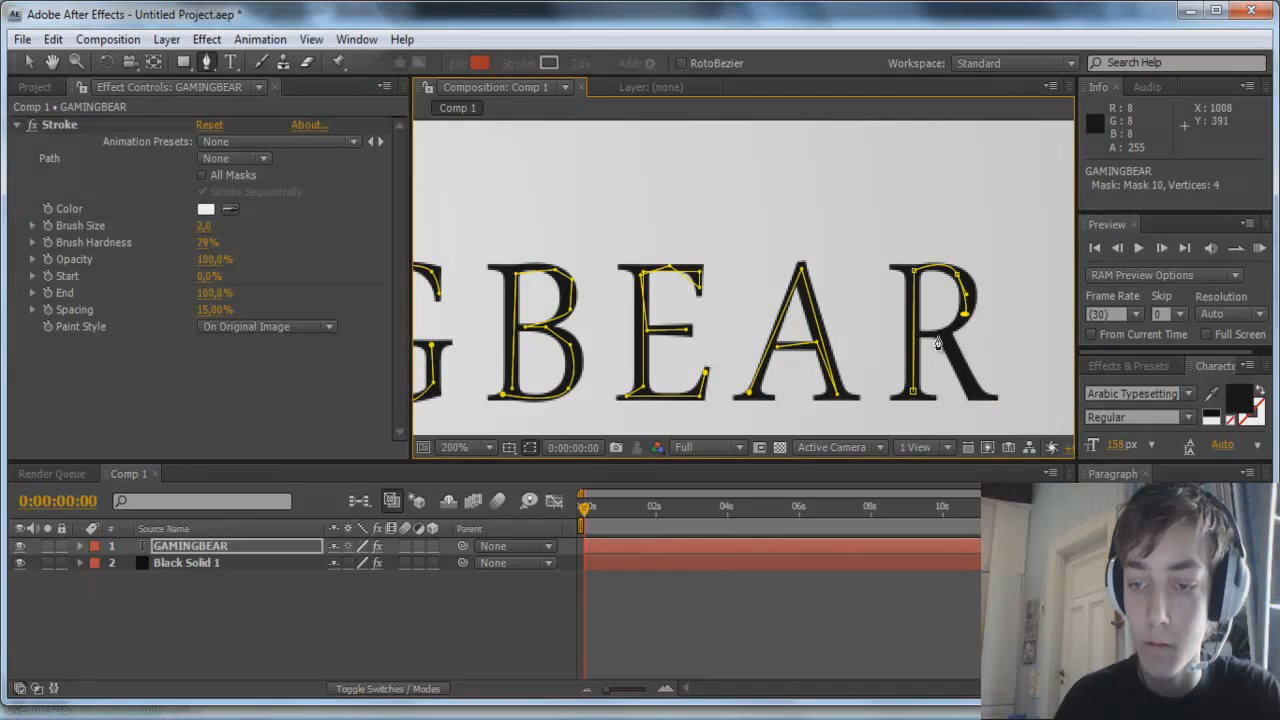 Adobe After Effects - Untitled Project.aep *
File Edit Composition Layer Effect Animation View Window Help
RotoBezier
Workspace: Standard
Search Help
Project
Effect Controls: GAMINGBEAR
Comp 1 • GAMINGBEAR
Stroke Reset About...
Animation Presets: None
Path None
All Masks
Stroke Sequentially
Color
Brush Size 2,0
Brush Hardness 79%
Opacity 100,0%
Start 0,0%
End 100,0%
Spacing 15,00%
Paint Style On Original Image
Composition: Comp 1
Layer: (none)
Comp 1
GBEAR
200%
0:00:00:00
Full
Active Camera
1 View
Info Audio
R: 8
G: 8
B: 8
A: 255
X: 1008
Y: 391
GAMINGBEAR
Mask: Mask 10, Vertices: 4
Preview
RAM Preview Options
Frame Rate Skip Resolution
(30) 0 Auto
From Current Time Full Screen
Effects & Presets Characte
Arabic Typesetting
Regular
158 px Auto
Paragraph
Render Queue Comp 1
0:00:00:00
# Source Name Parent
1 T GAMINGBEAR None
2 Black Solid 1 None
02s 04s 06s 08s 10s
Toggle Switches / Modes